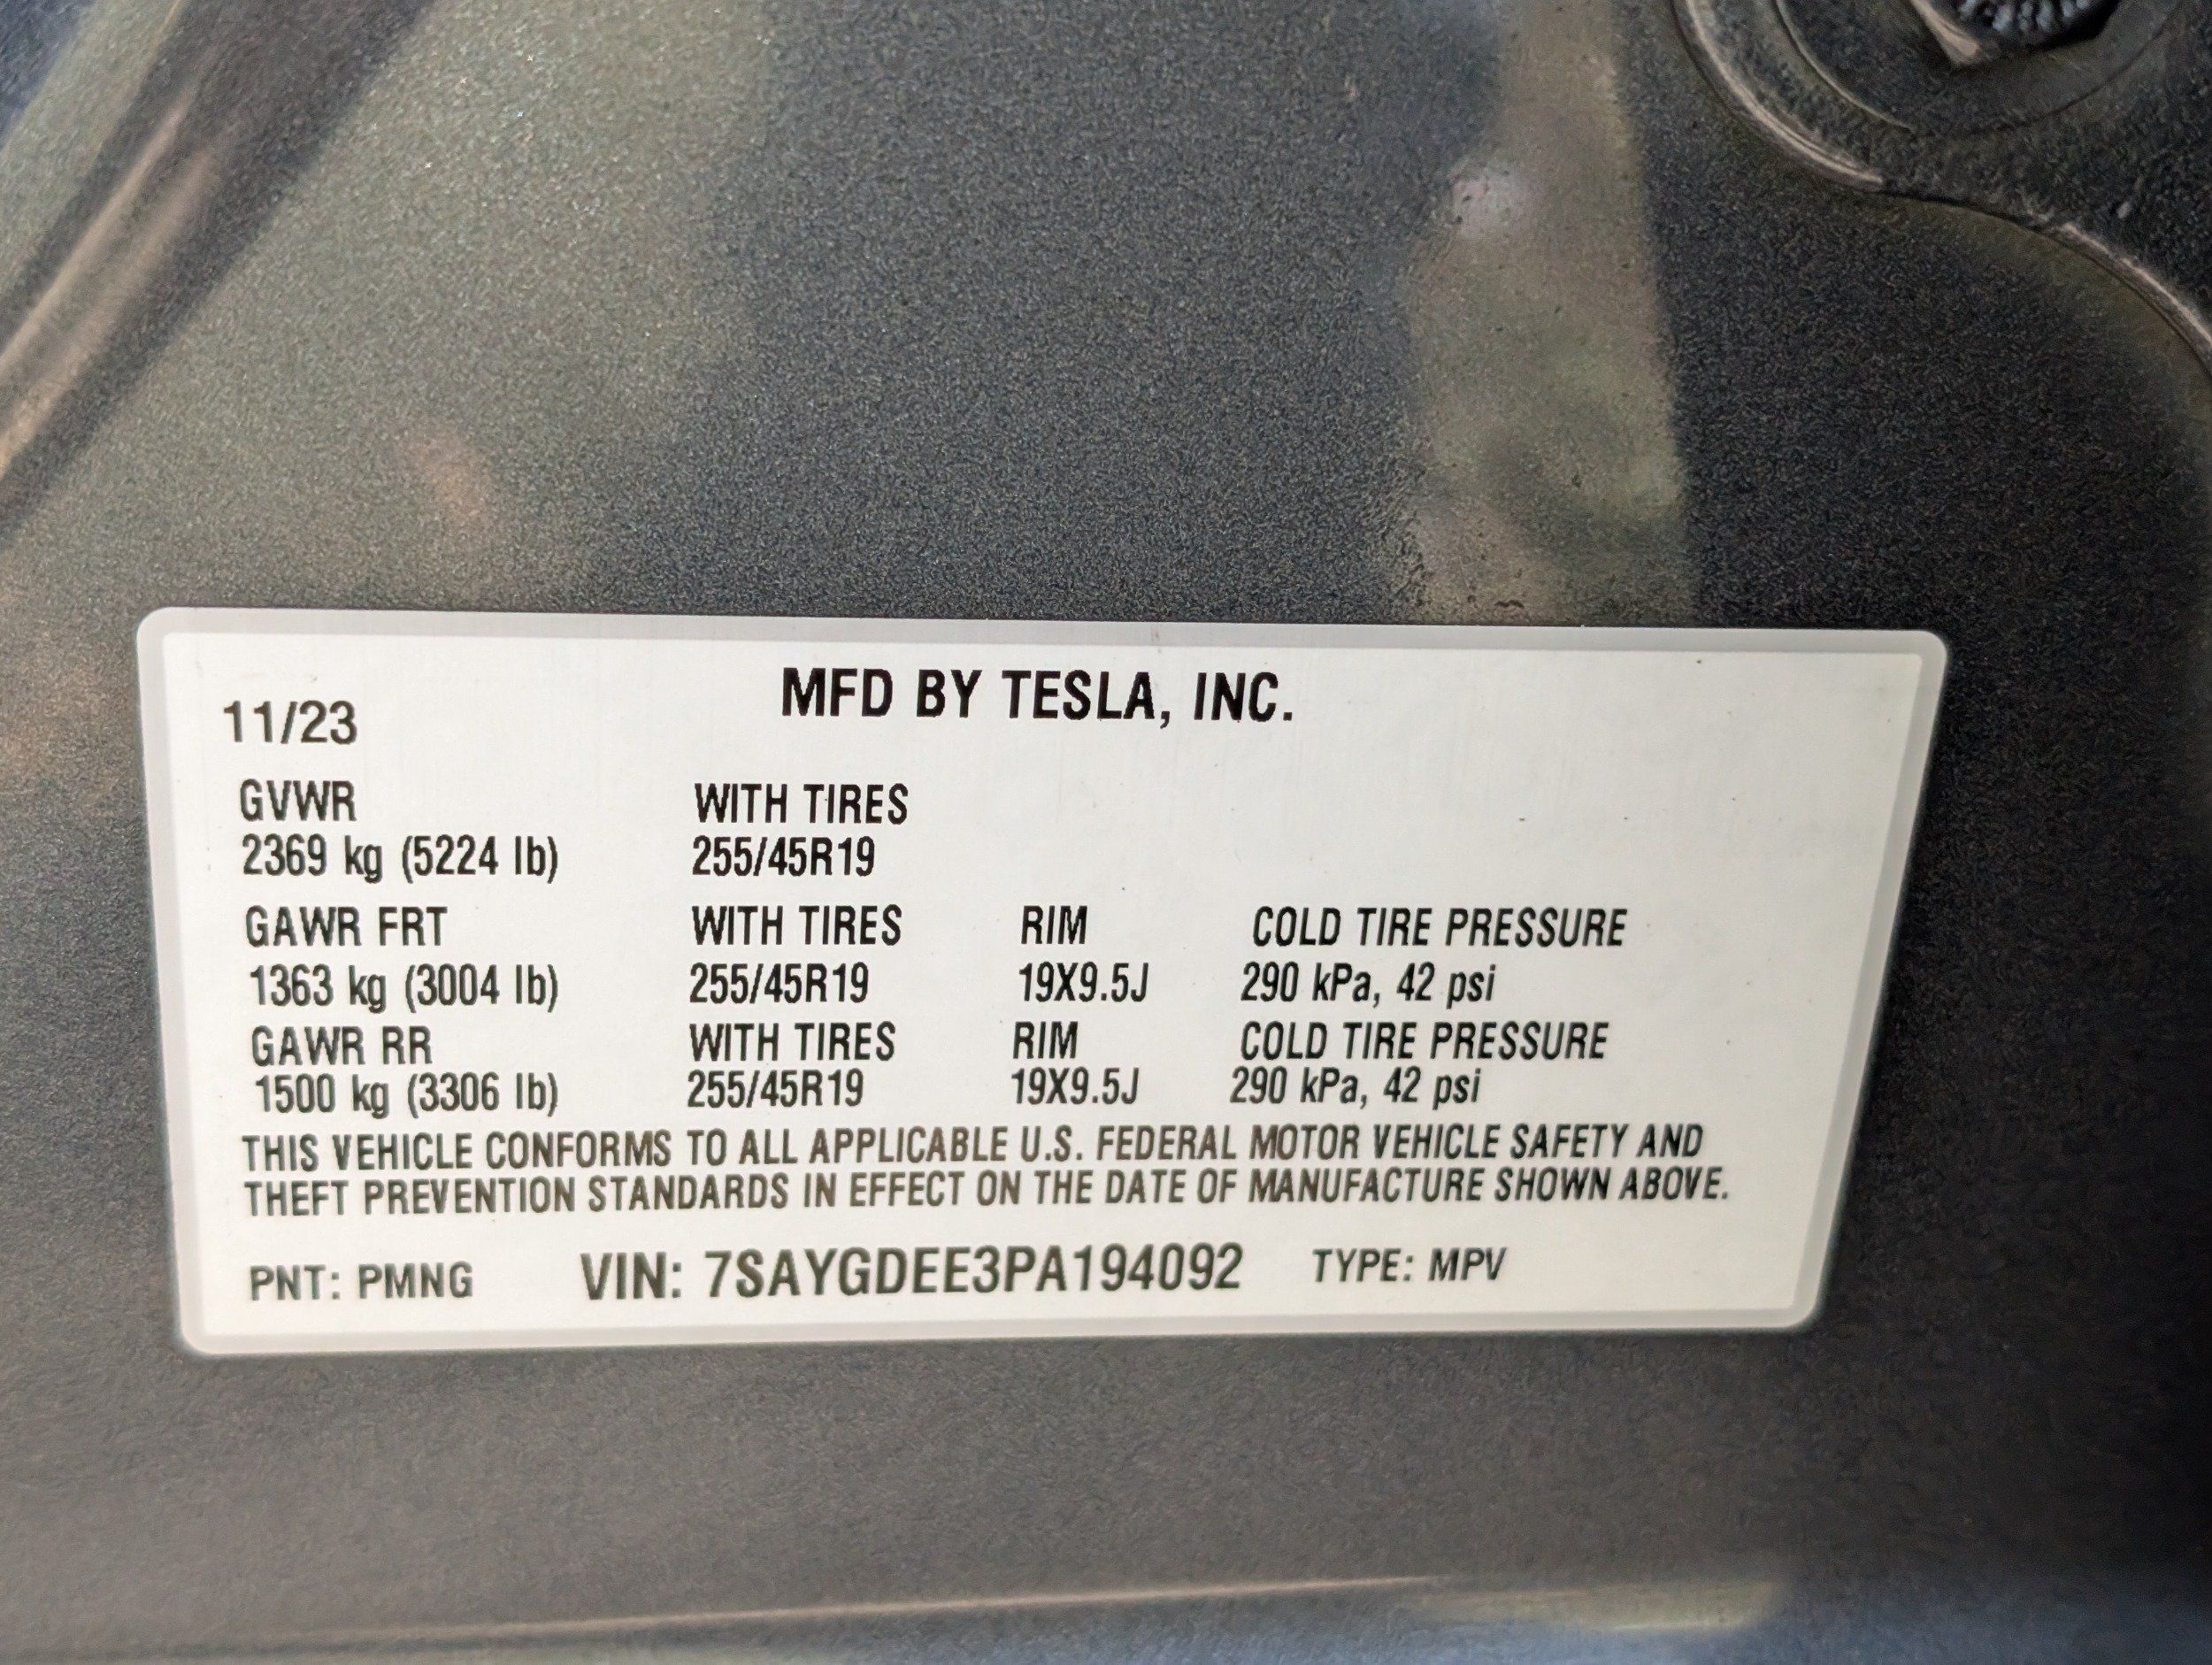 MFD BY TESLA, INC.
11/23
GVWR WITH TIRES
2369 kg (5224 lb) 255/45R19
GAWR FRT WITH TIRES RIM COLD TIRE PRESSURE
1363 kg (3004 lb) 255/45R19 19X9.5J 290 kPa, 42 psi
GAWR RR WITH TIRES RIM COLD TIRE PRESSURE
1500 kg (3306 lb) 255/45R19 19X9.5J 290 kPa, 42 psi
THIS VEHICLE CONFORMS TO ALL APPLICABLE U.S. FEDERAL MOTOR VEHICLE SAFETY AND
THEFT PREVENTION STANDARDS IN EFFECT ON THE DATE OF MANUFACTURE SHOWN ABOVE.
PNT: PMNG VIN: 7SAYGDEE3PA194092 TYPE: MPV